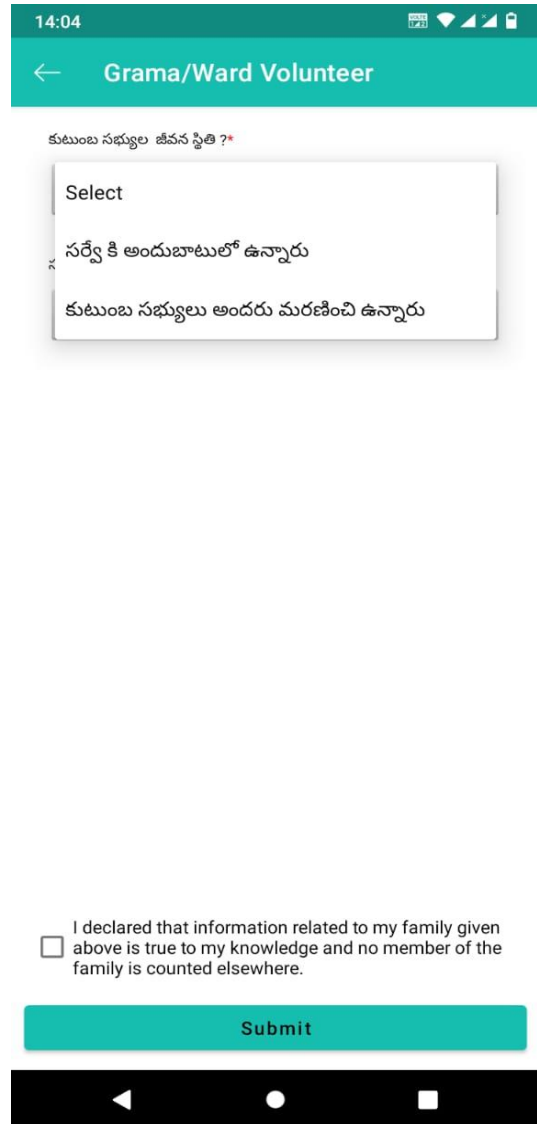 14:04
Grama/Ward Volunteer
కుటుంబ సభ్యుల జీవన స్థితి ?*
Select
సర్వే కి అందుబాటులో ఉన్నారు
కుటుంబ సభ్యులు అందరు మరణించి ఉన్నారు
I declared that information related to my family given
above is true to my knowledge and no member of the
family is counted elsewhere.
Submit